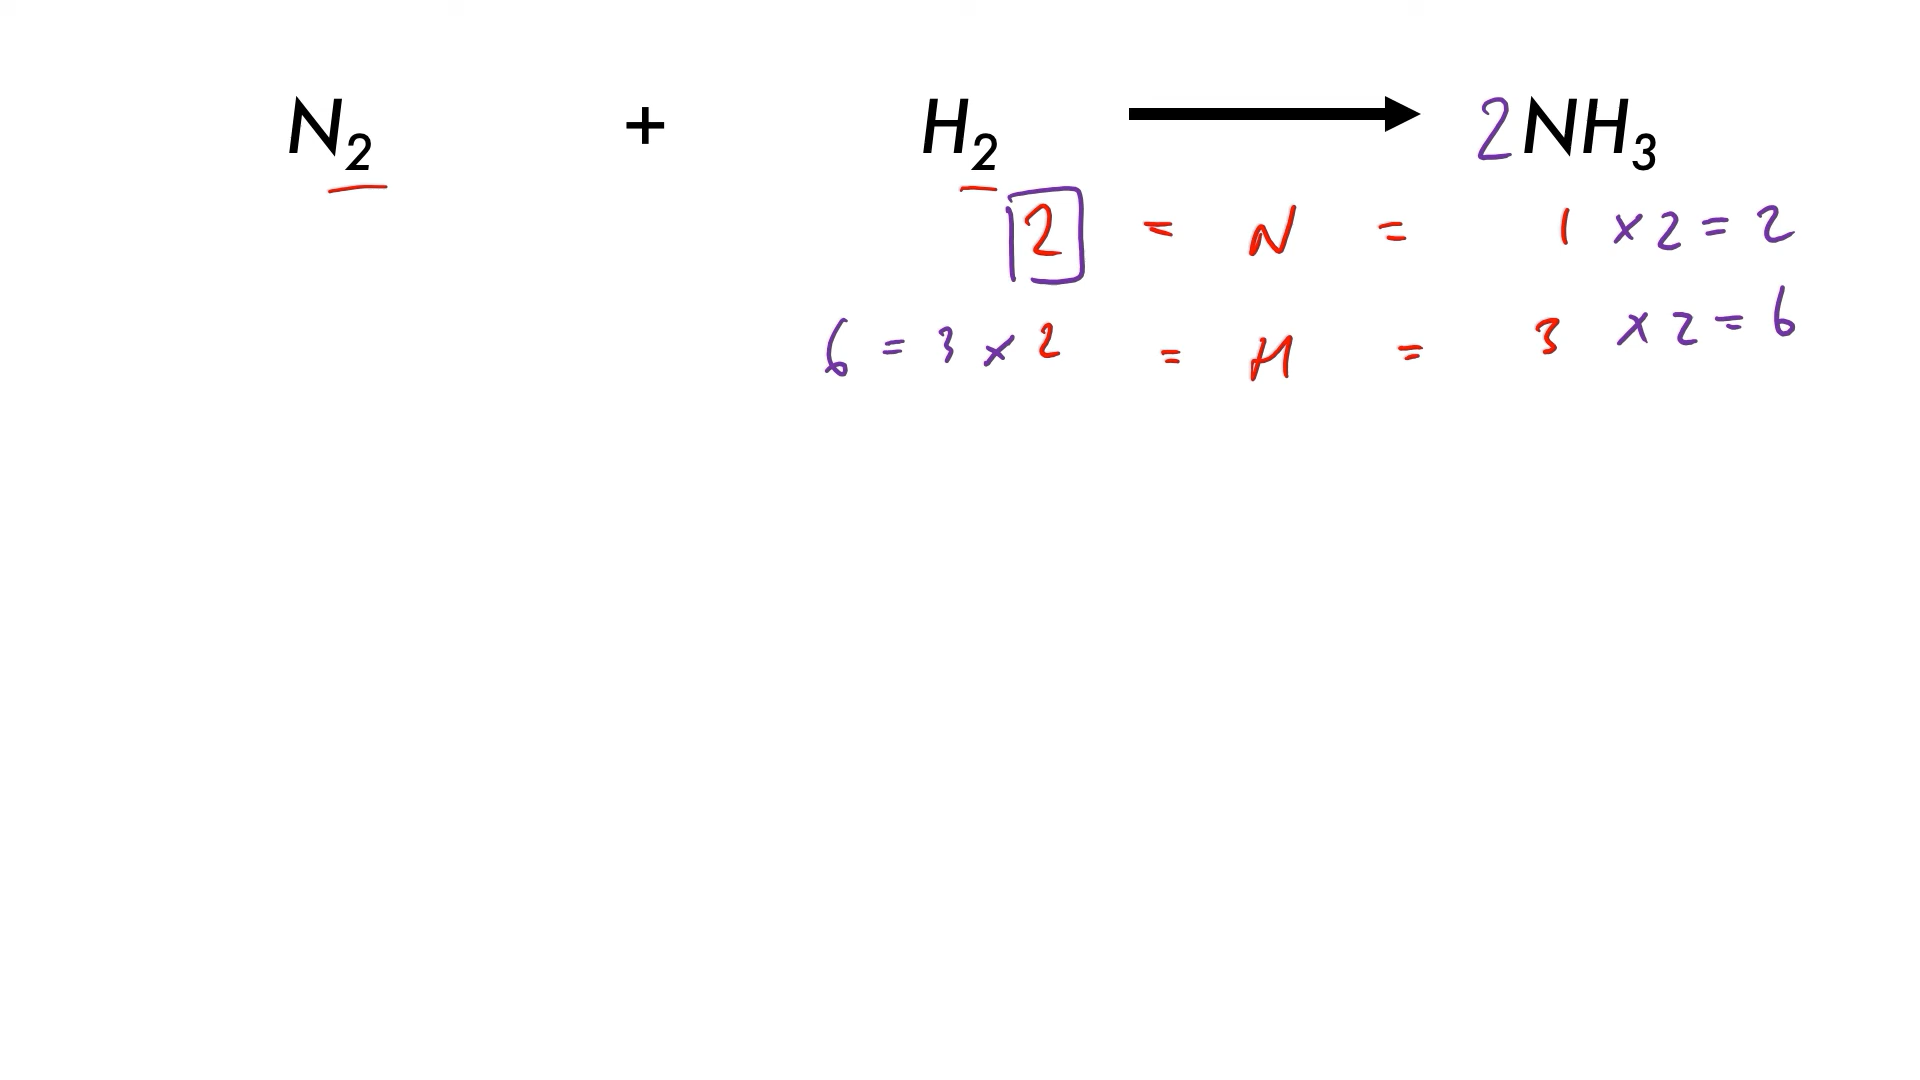 N₂ + H₂ → 2NH₃
2 = N = 1 × 2 = 2
6 = 3 × 2 = H = 3 × 2 = 6